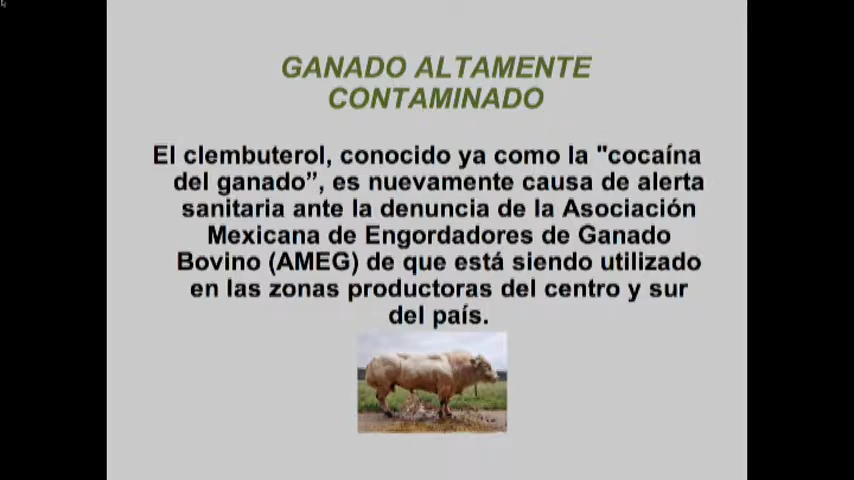 GANADO ALTAMENTE
CONTAMINADO
El clembuterol, conocido ya como la "cocaína
del ganado”, es nuevamente causa de alerta
sanitaria ante la denuncia de la Asociación
Mexicana de Engordadores de Ganado
Bovino (AMEG) de que está siendo utilizado
en las zonas productoras del centro y sur
del país.